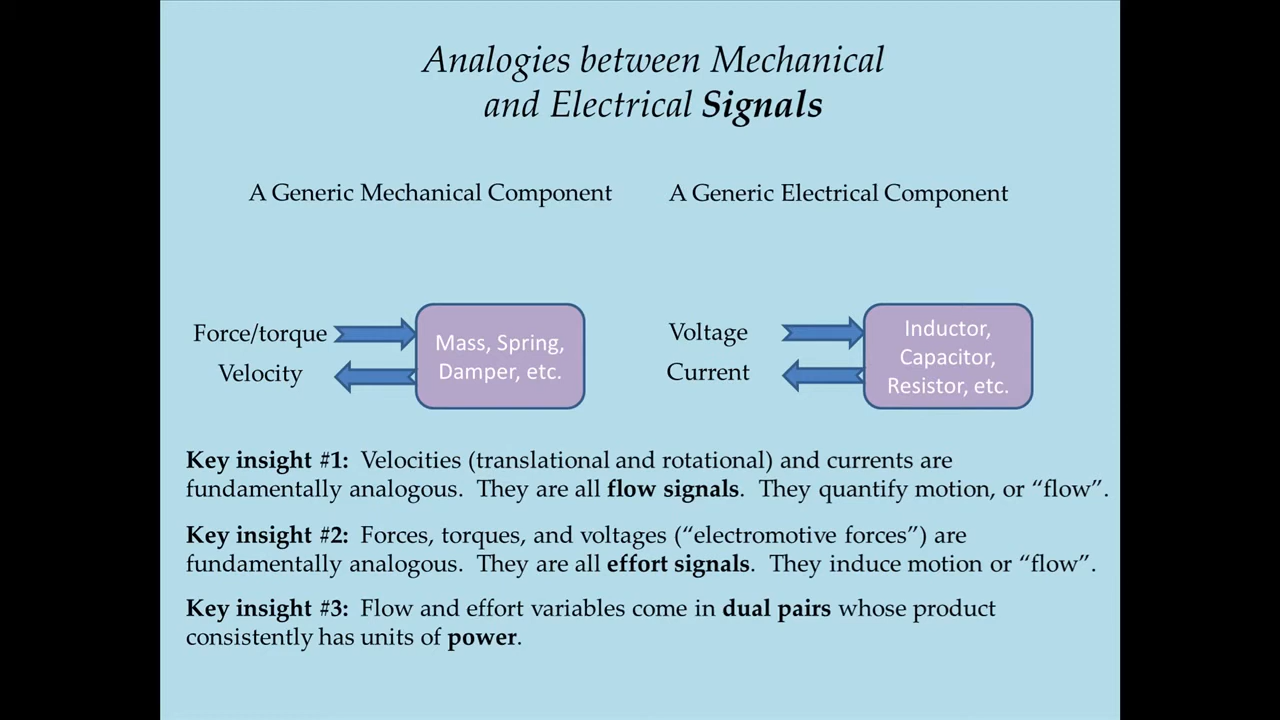 Analogies between Mechanical
and Electrical Signals
A Generic Mechanical Component
A Generic Electrical Component
Force/torque
Velocity
Mass, Spring,
Damper, etc.
Voltage
Current
Inductor,
Capacitor,
Resistor, etc.
Key insight #1: Velocities (translational and rotational) and currents are
fundamentally analogous. They are all flow signals. They quantify motion, or “flow”.
Key insight #2: Forces, torques, and voltages (“electromotive forces”) are
fundamentally analogous. They are all effort signals. They induce motion or “flow”.
Key insight #3: Flow and effort variables come in dual pairs whose product
consistently has units of power.